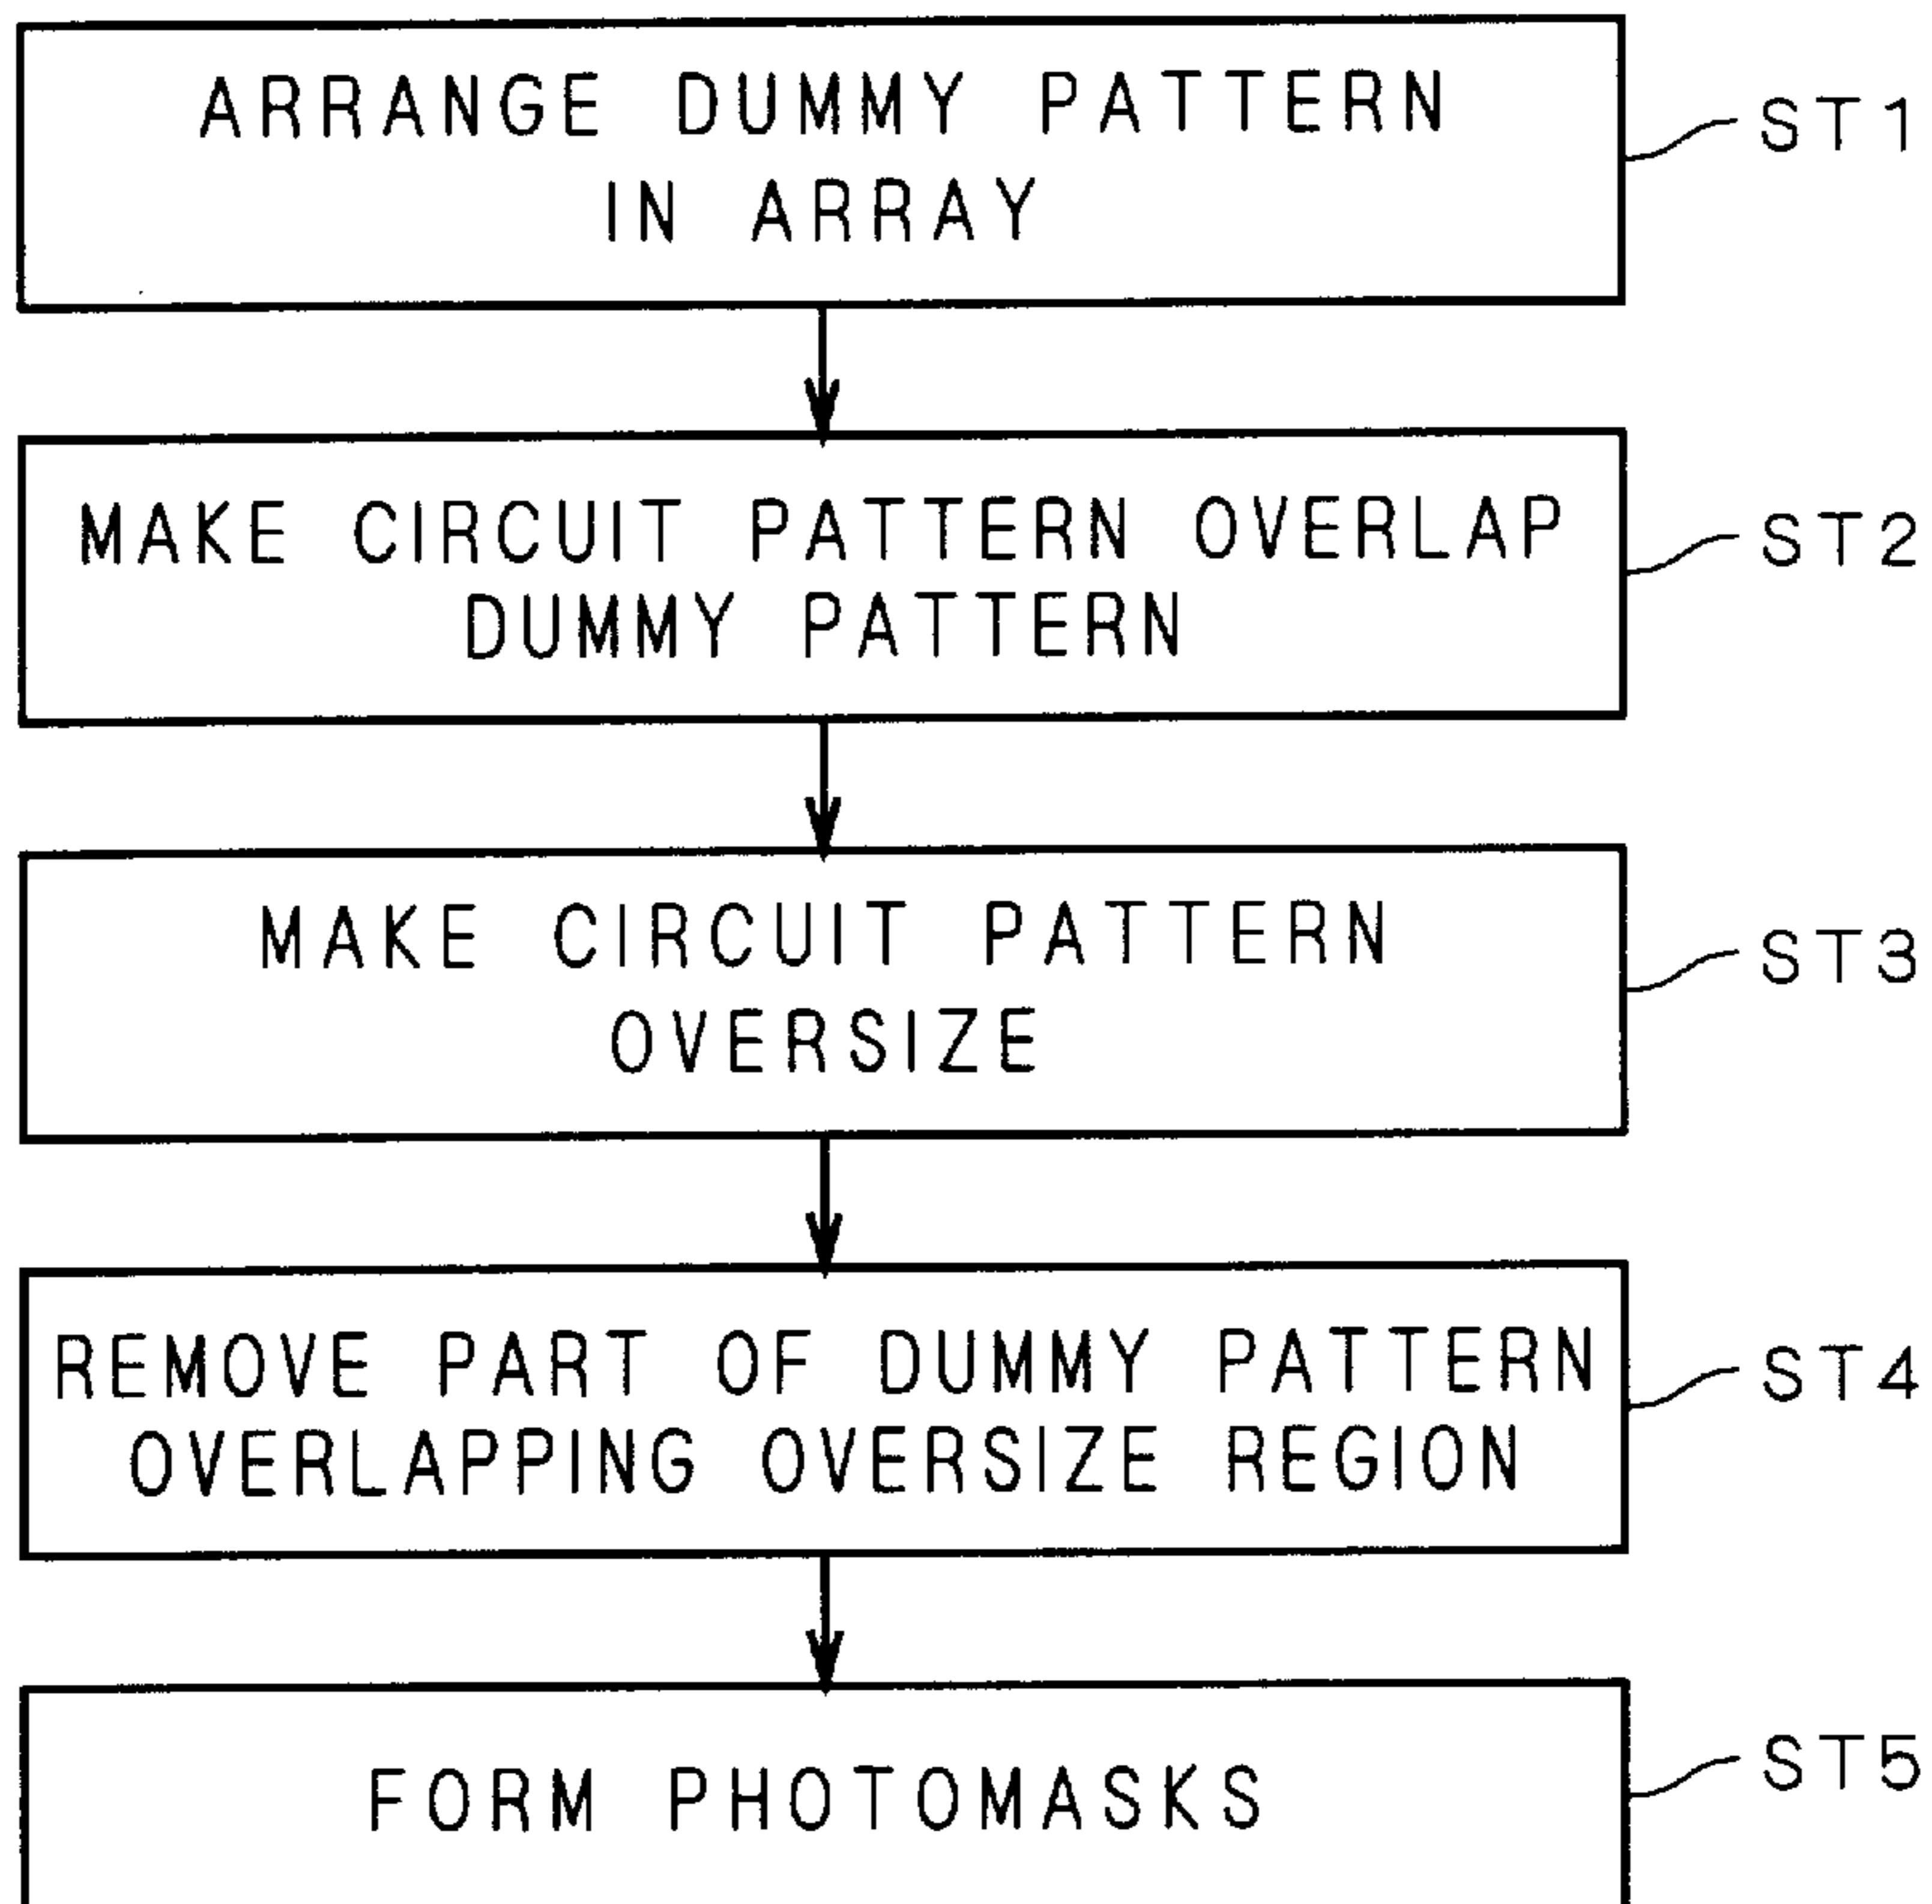 ARRANGE DUMMY PATTERN
IN ARRAY
ST1
MAKE CIRCUIT PATTERN OVERLAP
DUMMY PATTERN
ST2
MAKE CIRCUIT PATTERN
OVERSIZE
ST3
REMOVE PART OF DUMMY PATTERN
OVERLAPPING OVERSIZE REGION
ST4
FORM PHOTOMASKS
ST5